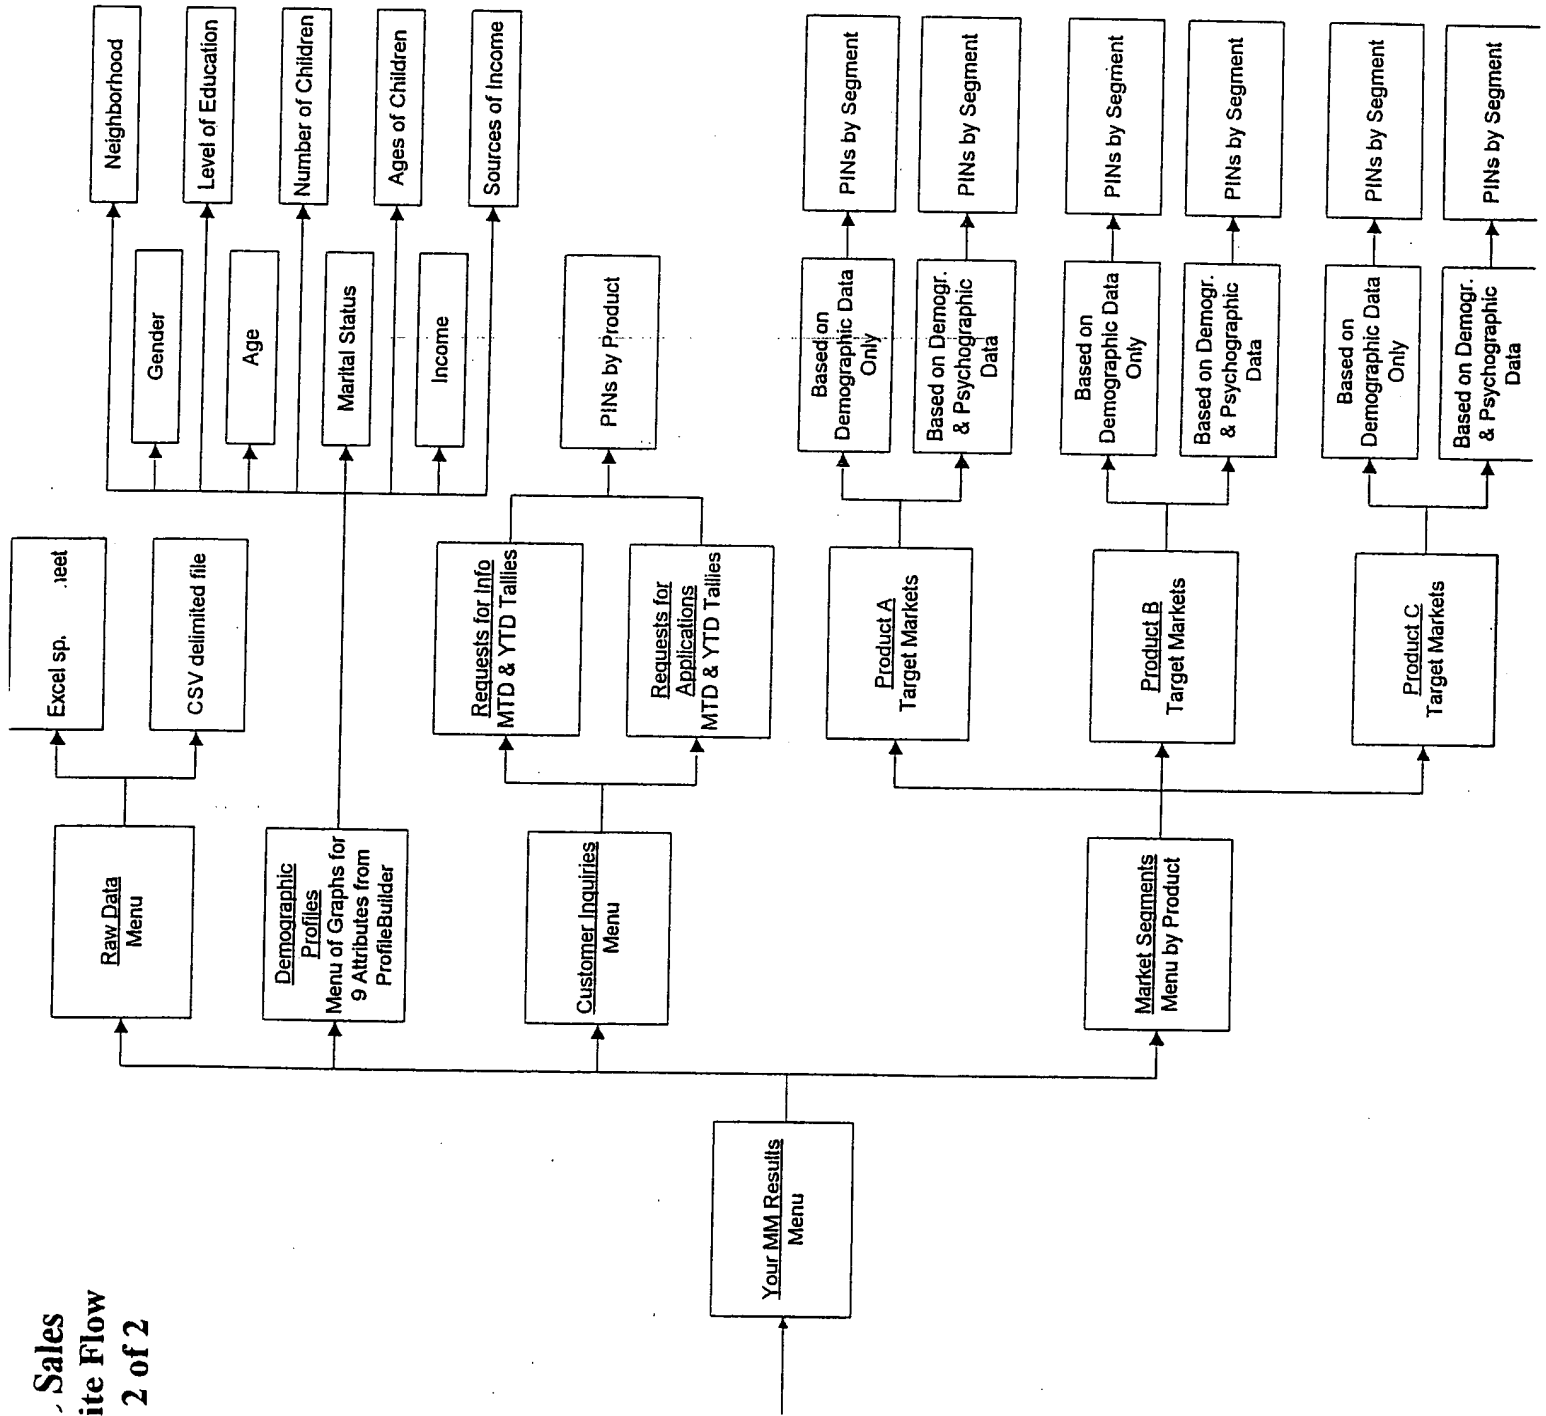 Sales
ite Flow
2 of 2
Your MM Results
Menu
Raw Data
Menu
Demographic
Profiles
Menu of Graphs for
9 Attributes from
ProfileBuilder
Customer Inquiries
Menu
Market Segments
Menu by Product
Excel sp.
CSV delimited file
Requests for Info
MTD & YTD Tallies
Requests for
Applications
MTD & YTD Tallies
Product A
Target Markets
Product B
Target Markets
Product C
Target Markets
Neighborhood
Gender
Level of Education
Age
Number of Children
Marital Status
Ages of Children
Income
Sources of Income
PINs by Product
Based on
Demographic Data
Only
PINs by Segment
Based on Demogr.
& Psychographic
Data
PINs by Segment
Based on
Demographic Data
Only
PINs by Segment
Based on Demogr.
& Psychographic
Data
PINs by Segment
Based on
Demographic Data
Only
PINs by Segment
Based on Demogr.
& Psychographic
Data
PINs by Segment